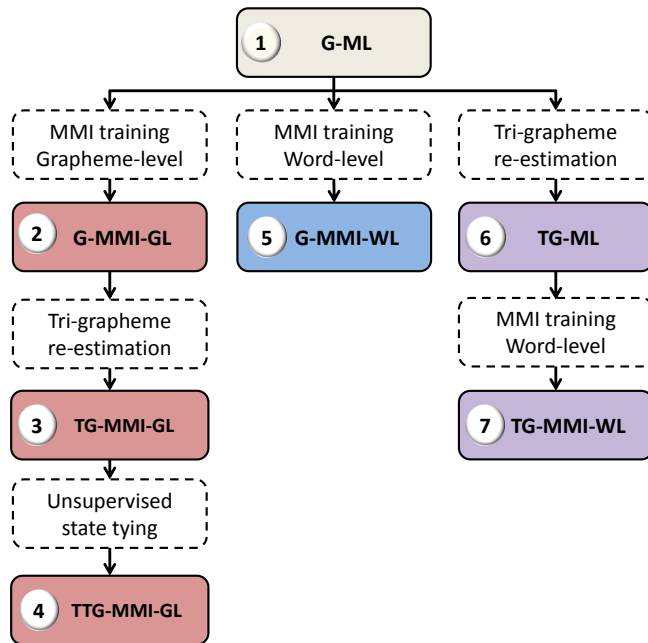 1 G-ML
MMI training
Grapheme-level
MMI training
Word-level
Tri-grapheme
re-estimation
2 G-MMI-GL
5 G-MMI-WL
6 TG-ML
Tri-grapheme
re-estimation
MMI training
Word-level
3 TG-MMI-GL
7 TG-MMI-WL
Unsupervised
state tying
4 TTG-MMI-GL